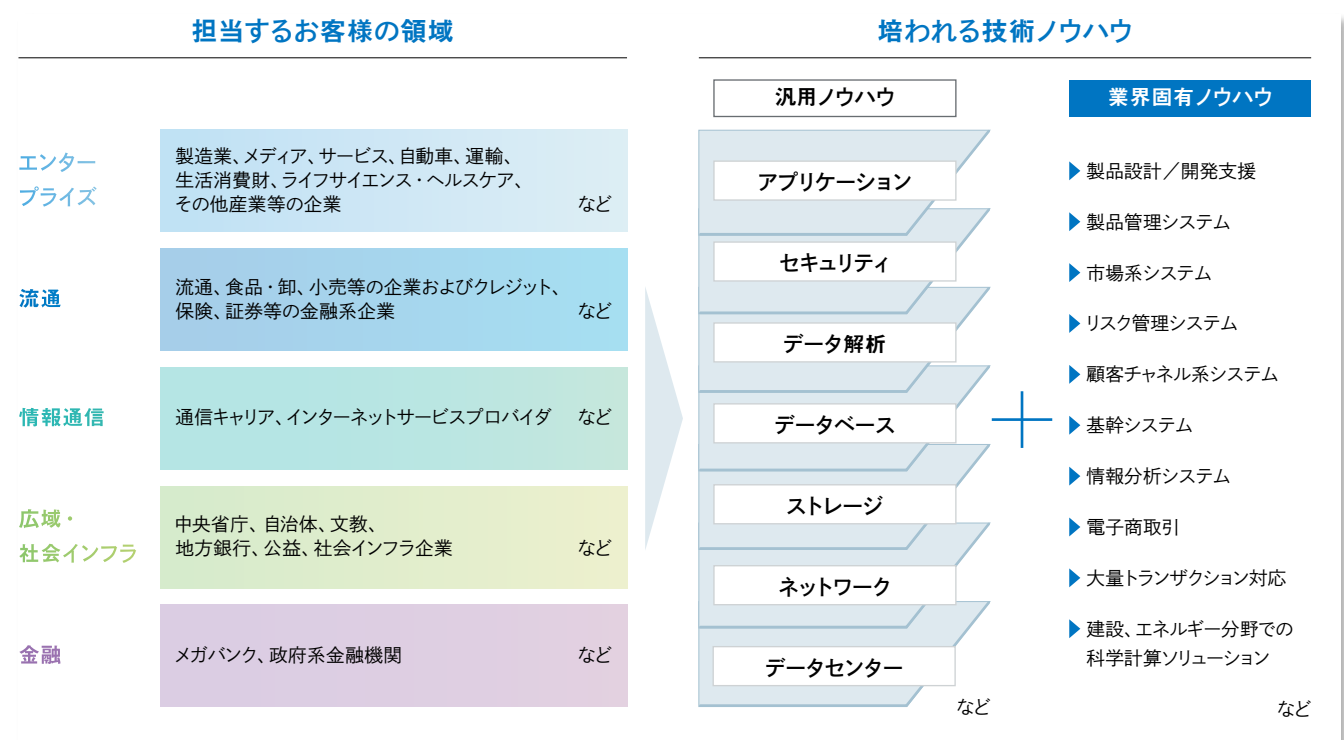 担当するお客様の領域
エンター
プライズ
製造業、メディア、サービス、自動車、運輸、
生活消費財、ライフサイエンス・ヘルスケア、
その他産業等の企業 など
流通
流通、食品・卸、小売等の企業およびクレジット、
保険、証券等の金融系企業 など
情報通信
通信キャリア、インターネットサービスプロバイダ など
広域・
社会インフラ
中央省庁、自治体、文教、
地方銀行、公益、社会インフラ企業 など
金融
メガバンク、政府系金融機関 など
培われる技術ノウハウ
汎用ノウハウ
アプリケーション
セキュリティ
データ解析
データベース
ストレージ
ネットワーク
データセンター
など
業界固有ノウハウ
製品設計／開発支援
製品管理システム
市場系システム
リスク管理システム
顧客チャネル系システム
基幹システム
情報分析システム
電子商取引
大量トランザクション対応
建設、エネルギー分野での
科学計算ソリューション
など